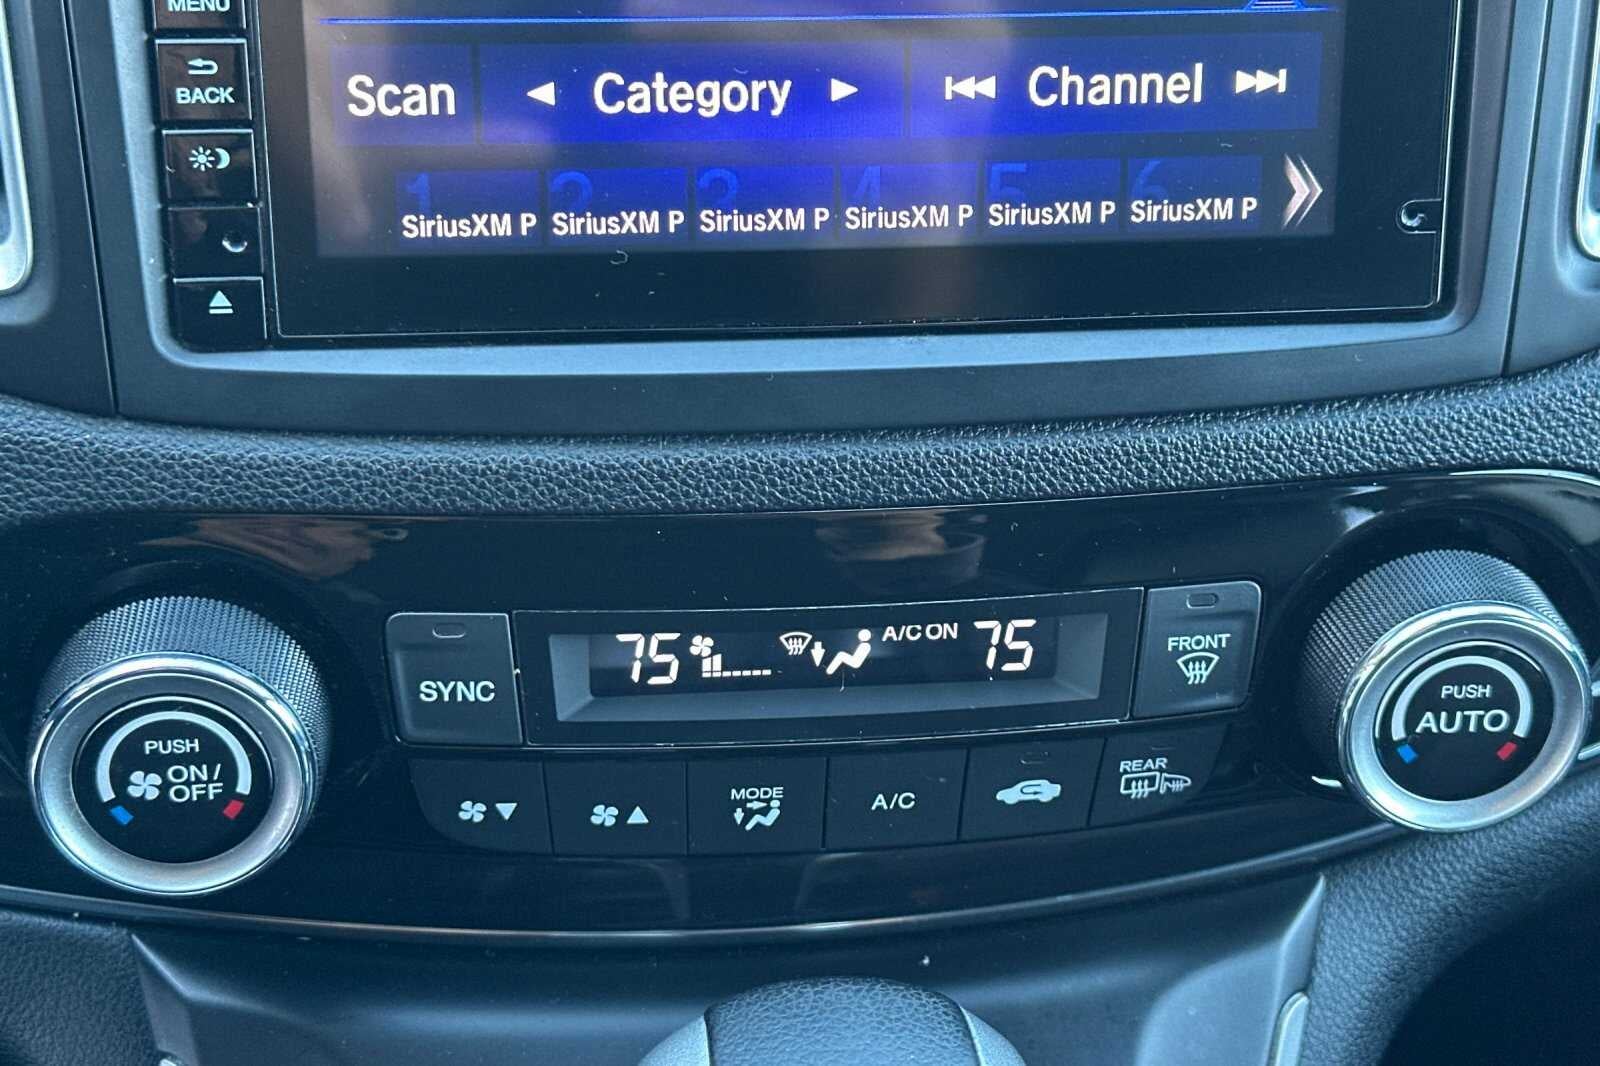 MENU
BACK
Scan
Category
Channel
1 2 3 4 5 6
SiriusXM P SiriusXM P SiriusXM P SiriusXM P SiriusXM P SiriusXM P
75 A/C ON 75
SYNC
FRONT
PUSH
ON/
OFF
MODE
A/C
REAR
PUSH
AUTO